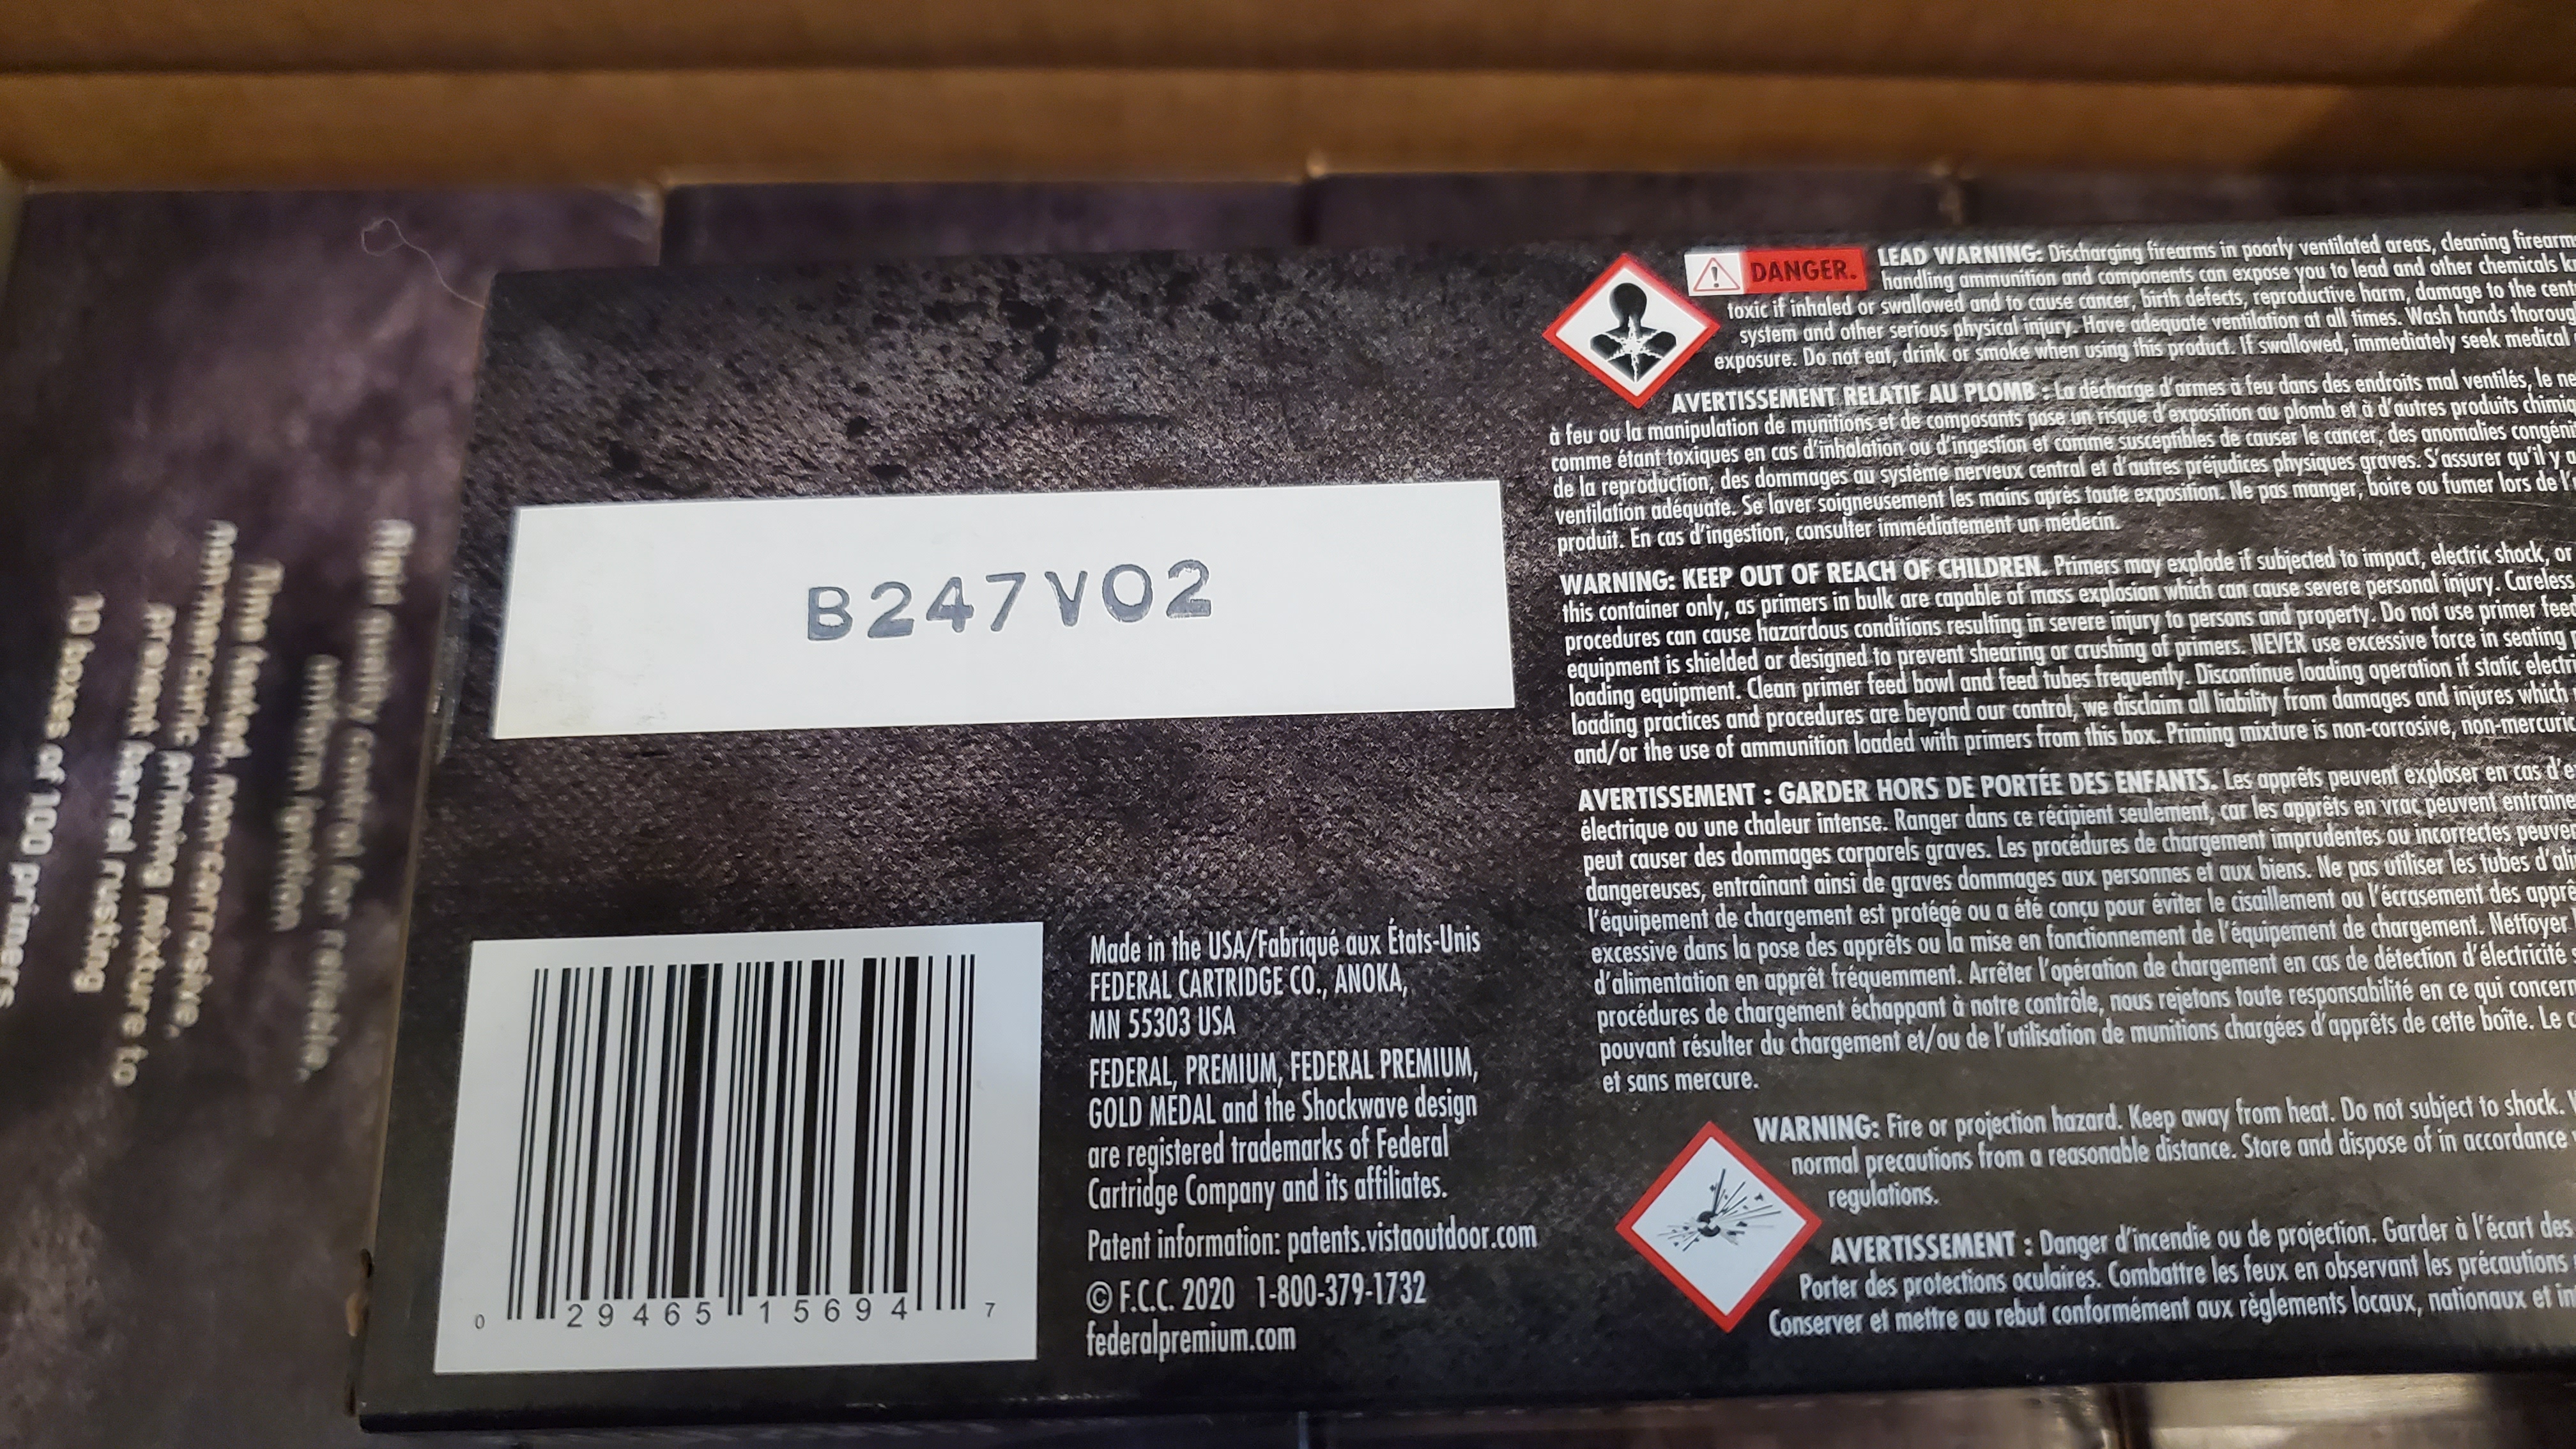 Rigid quality control for reliable,
uniform ignition
Time tested, noncorrosive,
nonmercuric priming mixture to
prevent barrel rusting
10 boxes of 100 primers
B247V02
0 29465 15694 7
Made in the USA/Fabriqué aux États-Unis
FEDERAL CARTRIDGE CO., ANOKA,
MN 55303 USA
FEDERAL, PREMIUM, FEDERAL PREMIUM,
GOLD MEDAL and the Shockwave design
are registered trademarks of Federal
Cartridge Company and its affiliates.
Patent information: patents.vistaoutdoor.com
© F.C.C. 2020 1-800-379-1732
federalpremium.com
DANGER. LEAD WARNING: Discharging firearms in poorly ventilated areas, cleaning firearm
handling ammunition and components can expose you to lead and other chemicals
toxic if inhaled or swallowed and to cause cancer, birth defects, reproductive harm, damage to the cent
system and other serious physical injury. Have adequate ventilation at all times. Wash hands thoroug
exposure. Do not eat, drink or smoke when using this product. If swallowed, immediately seek medical
AVERTISSEMENT RELATIF AU PLOMB : La décharge d'armes à feu dans des endroits mal ventilés, le ne
à feu ou la manipulation de munitions et de composants pose un risque d'exposition au plomb et à d'autres produits chimiq
comme étant toxiques en cas d'inhalation ou d'ingestion et comme susceptibles de causer le cancer, des anomalies congénit
de la reproduction, des dommages au système nerveux central et d'autres préjudices physiques graves. S'assurer qu'il y a
ventilation adéquate. Se laver soigneusement les mains après toute exposition. Ne pas manger, boire ou fumer lors de l'
produit. En cas d'ingestion, consulter immédiatement un médecin.
WARNING: KEEP OUT OF REACH OF CHILDREN. Primers may explode if subjected to impact, electric shock, or
this container only, as primers in bulk are capable of mass explosion which can cause severe personal injury. Careless
procedures can cause hazardous conditions resulting in severe injury to persons and property. Do not use primer feed
equipment is shielded or designed to prevent shearing or crushing of primers. NEVER use excessive force in seating
loading equipment. Clean primer feed bowl and feed tubes frequently. Discontinue loading operation if static electri
loading practices and procedures are beyond our control, we disclaim all liability from damages and injures which
and/or the use of ammunition loaded with primers from this box. Priming mixture is non-corrosive, non-mercuric
AVERTISSEMENT : GARDER HORS DE PORTÉE DES ENFANTS. Les apprêts peuvent exploser en cas d'e
électrique ou une chaleur intense. Ranger dans ce récipient seulement, car les apprêts en vrac peuvent entraîne
peut causer des dommages corporels graves. Les procédures de chargement imprudentes ou incorrectes peuve
dangereuses, entraînant ainsi de graves dommages aux personnes et aux biens. Ne pas utiliser les tubes d'ali
l'équipement de chargement est protégé ou a été conçu pour éviter le cisaillement ou l'écrasement des apprê
excessive dans la pose des apprêts ou la mise en fonctionnement de l'équipement de chargement. Nettoyer
d'alimentation en apprêt fréquemment. Arrêter l'opération de chargement en cas de détection d'électricité
procédures de chargement échappant à notre contrôle, nous rejetons toute responsabilité en ce qui concern
pouvant résulter du chargement et/ou de l'utilisation de munitions chargées d'apprêts de cette boîte. Le c
et sans mercure.
WARNING: Fire or projection hazard. Keep away from heat. Do not subject to shock.
normal precautions from a reasonable distance. Store and dispose of in accordance
regulations.
AVERTISSEMENT : Danger d'incendie ou de projection. Garder à l'écart des
Porter des protections oculaires. Combattre les feux en observant les précautions
Conserver et mettre au rebut conformément aux règlements locaux, nationaux et in